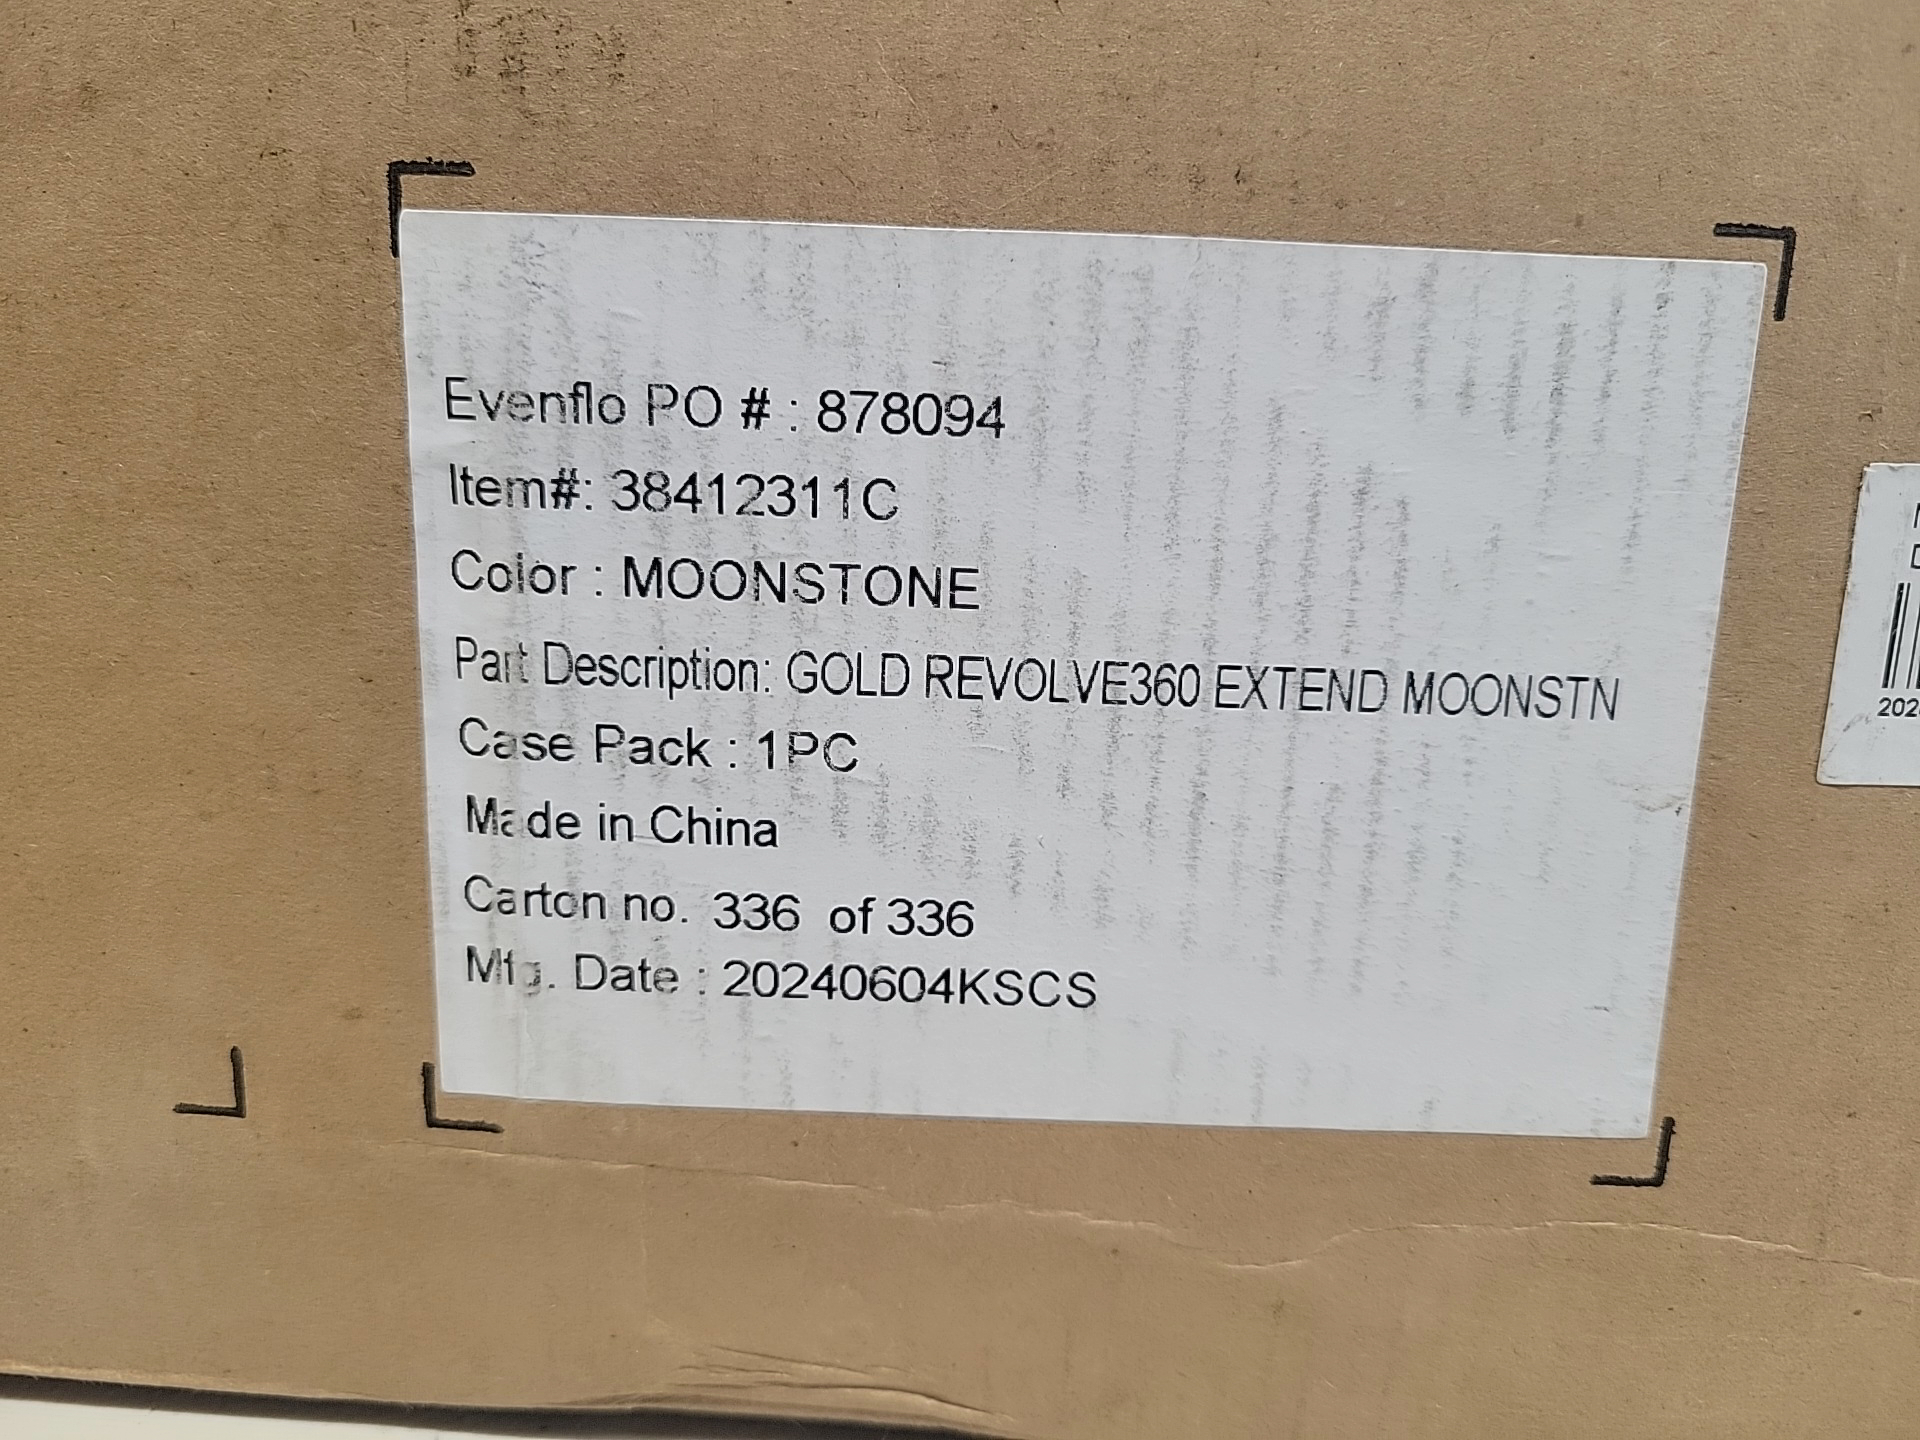 Evenflo PO # : 878094
Item#: 38412311C
Color : MOONSTONE
Part Description: GOLD REVOLVE360 EXTEND MOONSTN
Case Pack : 1PC
Made in China
Carton no. 336 of 336
Mfg. Date : 20240604KSCS